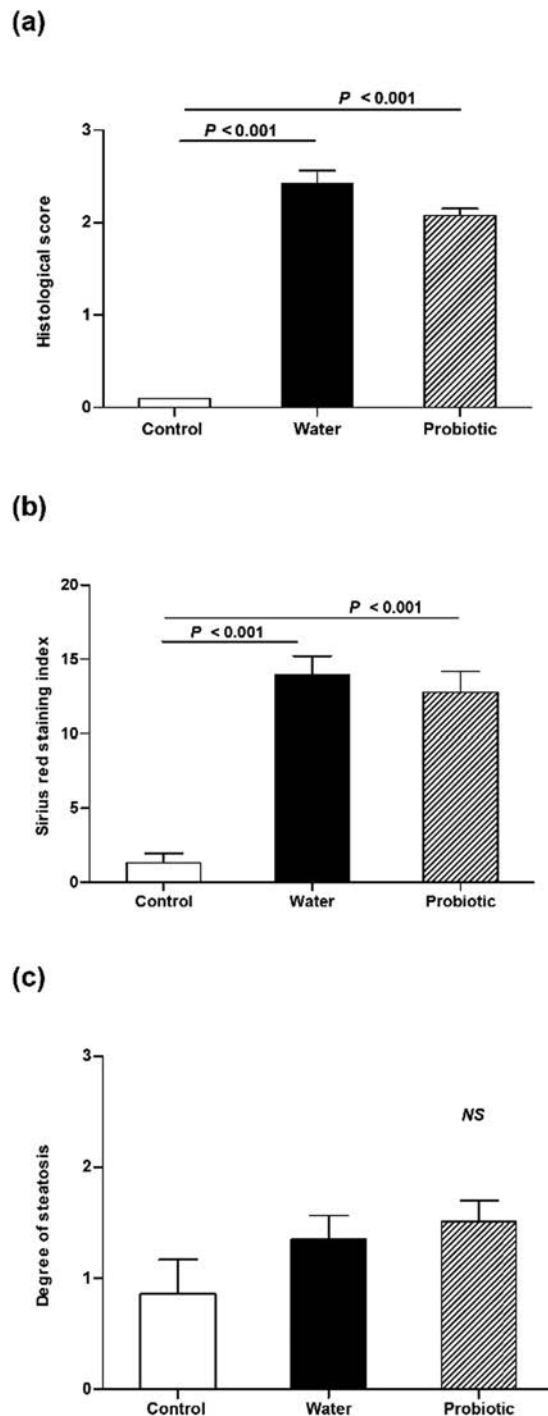 (a)
P < 0.001
P < 0.001
3
2
1
0
Histological score
Control Water Probiotic
(b)
20
15
10
5
0
P < 0.001
P < 0.001
Sirius red staining index
Control Water Probiotic
(c)
3
2
1
0
NS
Degree of steatosis
Control Water Probiotic